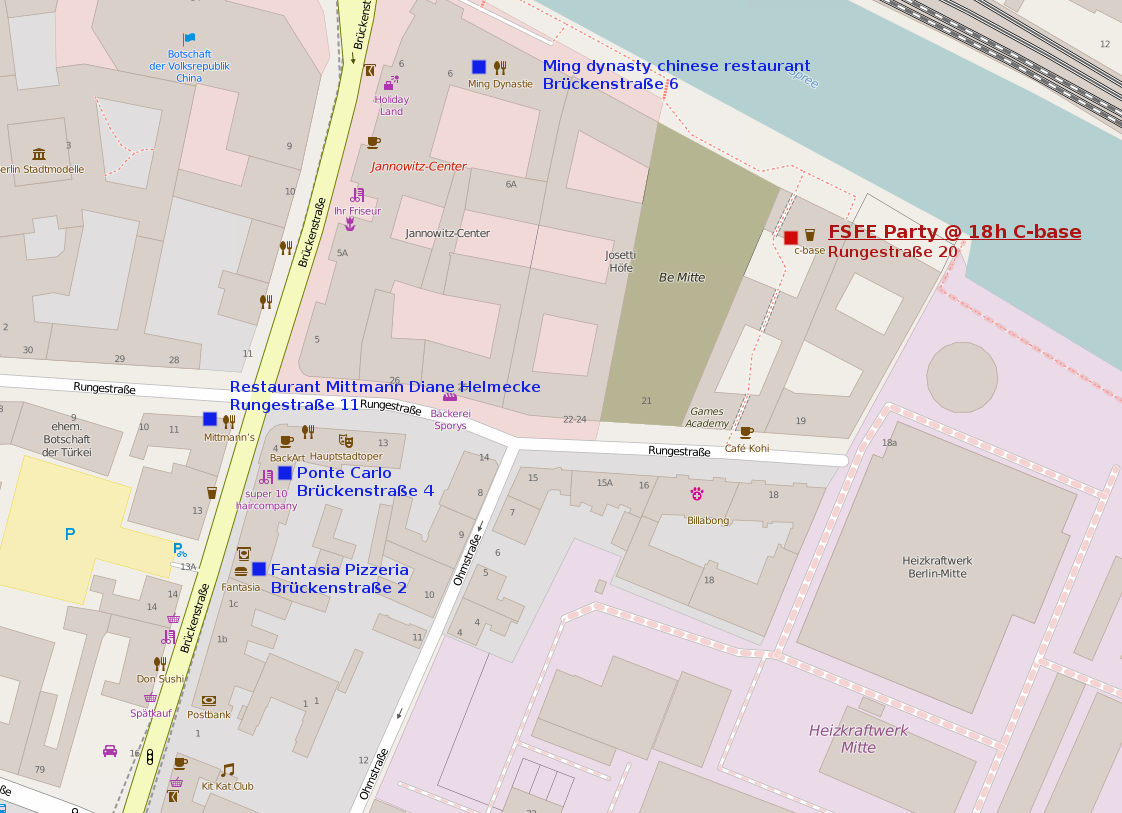 Brückenst
12
Botschaft
der Volksrepublik
China
6
6
Ming Dynastie
Ming dynasty chinese restaurant
Brückenstraße 6
Spree
Holiday
Land
3
erlin Stadtmodelle
9
Jannowitz-Center
10
6A
Ihr Friseur
Brückenstraße
Jannowitz-Center
5A
Josetti
Höfe
Be Mitte
c-base
FSFE Party @ 18h C-base
Rungestraße 20
2
30
29
28
11
5
26
Rungestraße
Restaurant Mittmann Diane Helmecke
Rungestraße 11
Rungestraße
Bäckerei
Sporys
22-24
21
Games
Academy
19
9
ehem.
Botschaft
der Türkei
10
11
Mittmann's
4
BackArt
Hauptstadtoper
13
14
Rungestraße
Café Kohi
18a
Ponte Carlo
Brückenstraße 4
super 10
haircompany
13
8
7
15
15A
16
18
Billabong
P
9
6
Ohmstraße
Heizkraftwerk
Berlin-Mitte
13A
Fantasia
Fantasia Pizzeria
Brückenstraße 2
5
18
14
14
1c
10
4
4
11
Brückenstraße
1b
Don Sushi
Spätkauf
Postbank
1
1
1
Heizkraftwerk
Mitte
16
79
12
Kit Kat Club
Ohmstraße
ße